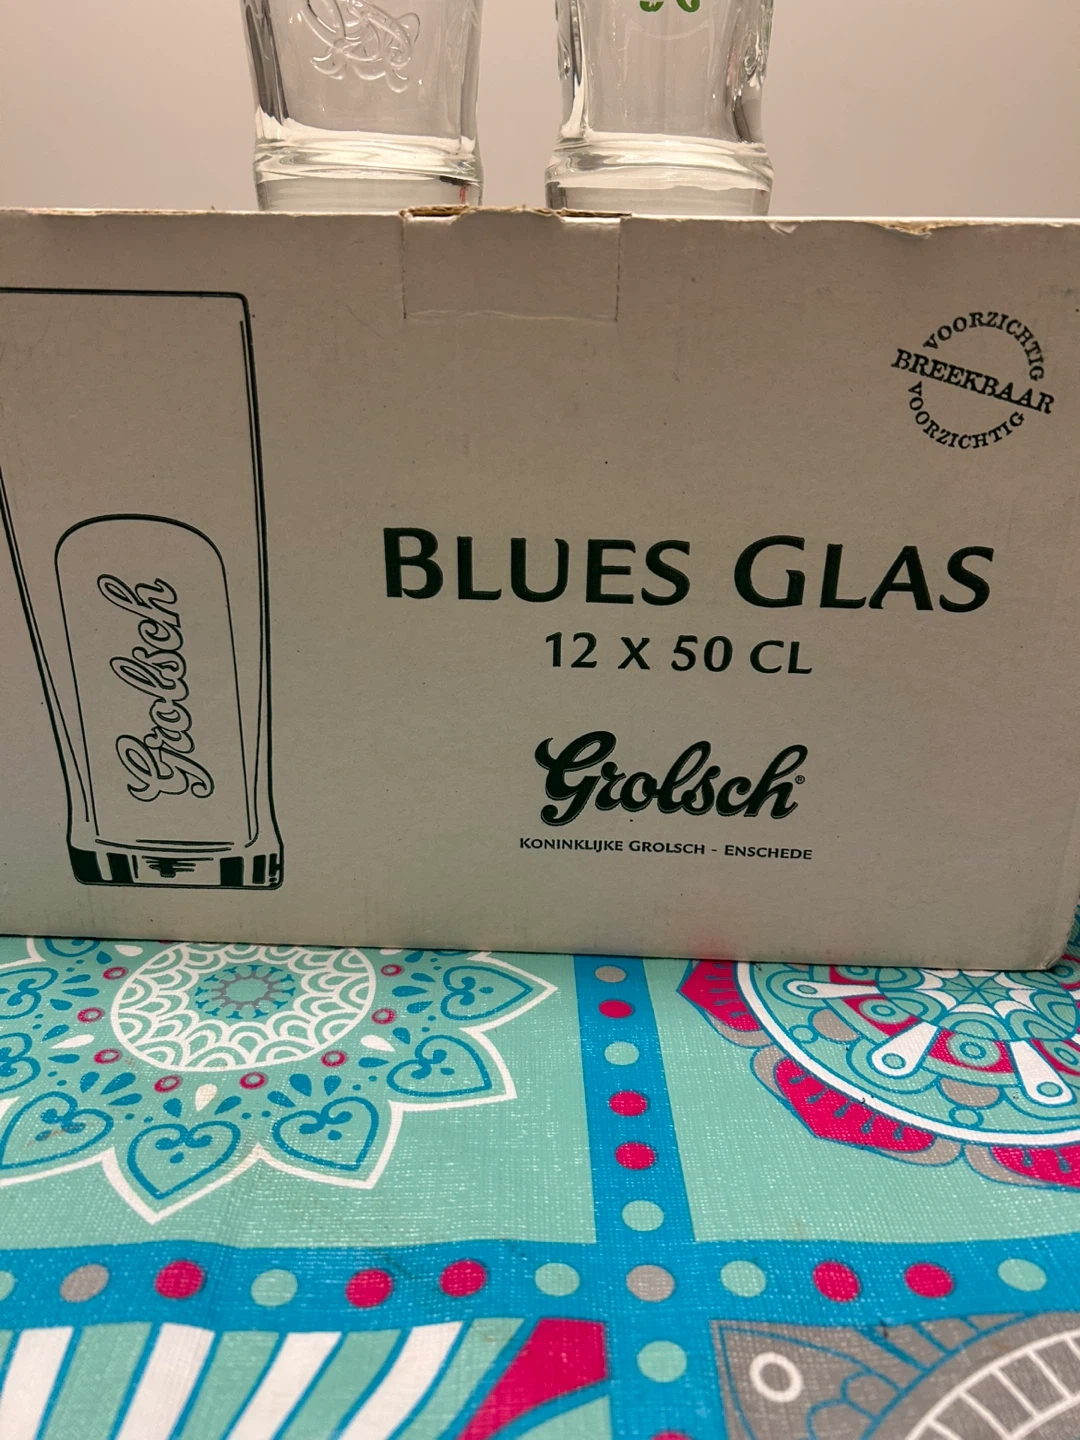 VOORZICHTIG
BREEKBAAR
VOORZICHTIG
Grolsch
BLUES GLAS
12 X 50 CL
Grolsch®
KONINKLIJKE GROLSCH - ENSCHEDE